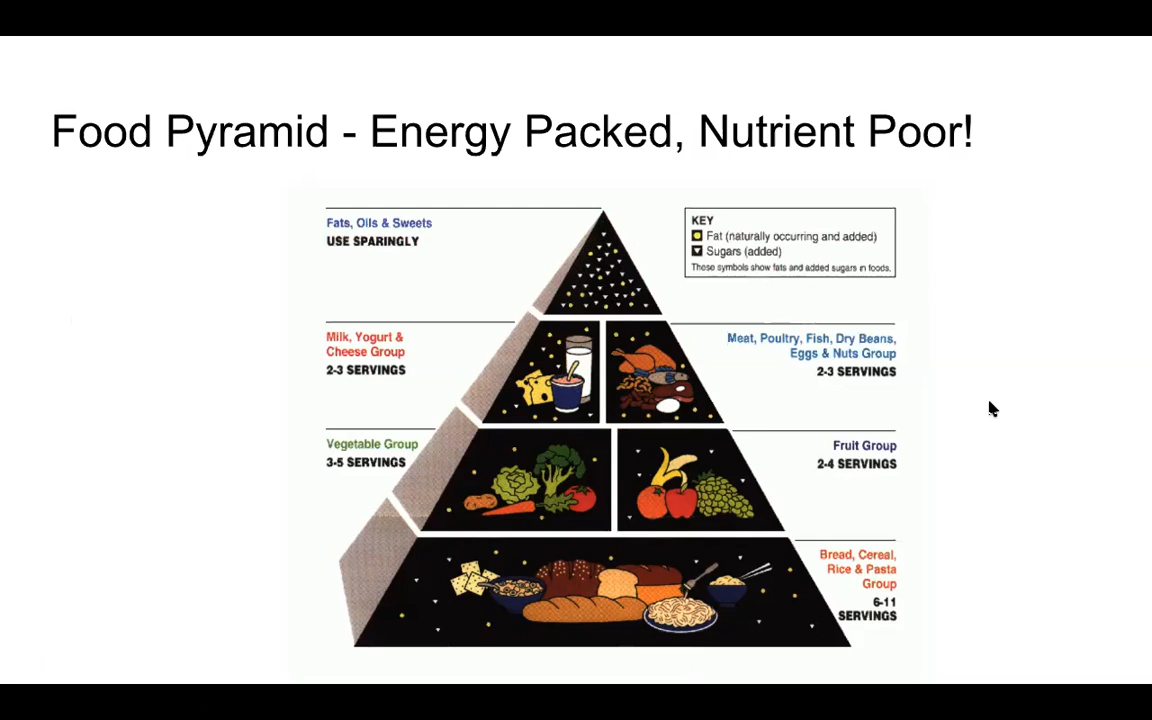 Food Pyramid - Energy Packed, Nutrient Poor!
Fats, Oils & Sweets
USE SPARINGLY
KEY
Fat (naturally occurring and added)
Sugars (added)
These symbols show fats and added sugars in foods.
Milk, Yogurt &
Cheese Group
2-3 SERVINGS
Meat, Poultry, Fish, Dry Beans,
Eggs & Nuts Group
2-3 SERVINGS
Vegetable Group
3-5 SERVINGS
Fruit Group
2-4 SERVINGS
Bread, Cereal,
Rice & Pasta
Group
6-11
SERVINGS